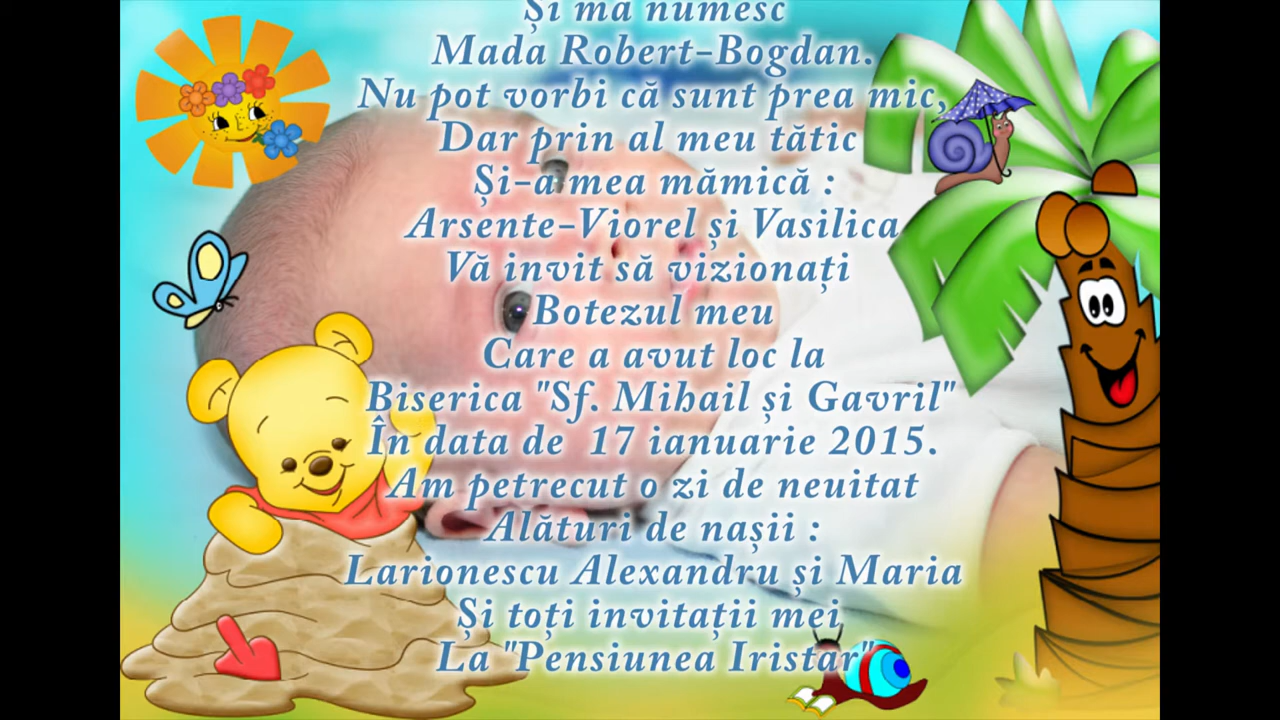 Și mă numesc
Mada Robert-Bogdan.
Nu pot vorbi că sunt prea mic,
Dar prin al meu tătic
Și-a mea mămică :
Arsente-Viorel și Vasilica
Vă invit să vizionați
Botezul meu
Care a avut loc la
Biserica "Sf. Mihail și Gavril"
În data de 17 ianuarie 2015.
Am petrecut o zi de neuitat
Alături de nașii :
Larionescu Alexandru și Maria
Și toți invitații mei
La "Pensiunea Iristar"